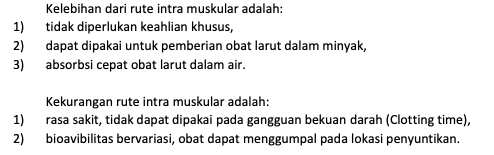 Kelebihan dari rute intra muskular adalah:
1) tidak diperlukan keahlian khusus,
2) dapat dipakai untuk pemberian obat larut dalam minyak,
3) absorbsi cepat obat larut dalam air.
Kekurangan rute intra muskular adalah:
1) rasa sakit, tidak dapat dipakai pada gangguan bekuan darah (Clotting time),
2) bioavibilitas bervariasi, obat dapat menggumpal pada lokasi penyuntikan.